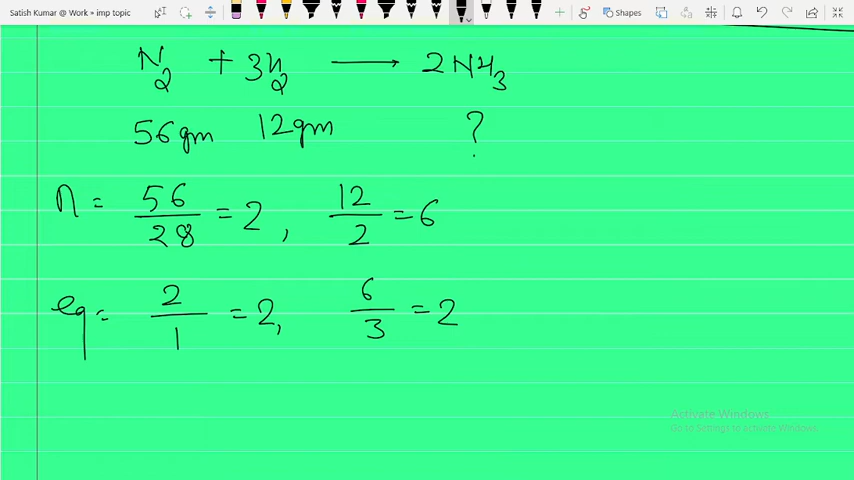 Satish Kumar @ Work » imp topic
Shapes
N₂ + 3H₂ ⟶ 2NH₃
56gm 12gm ?
n = 56/28 = 2, 12/2 = 6
eq = 2/1 = 2, 6/3 = 2
Activate Windows
Go to Settings to activate Windows.